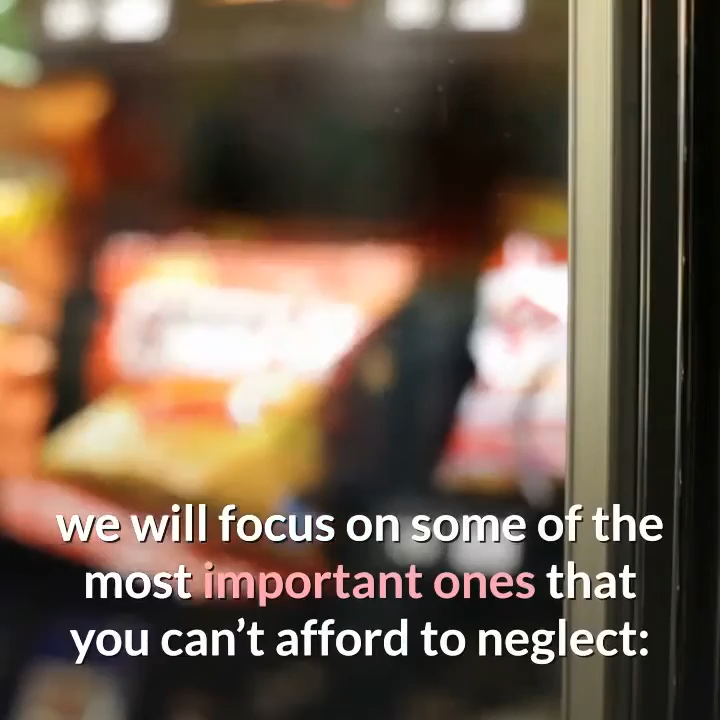 we will focus on some of the
most important ones that
you can’t afford to neglect: